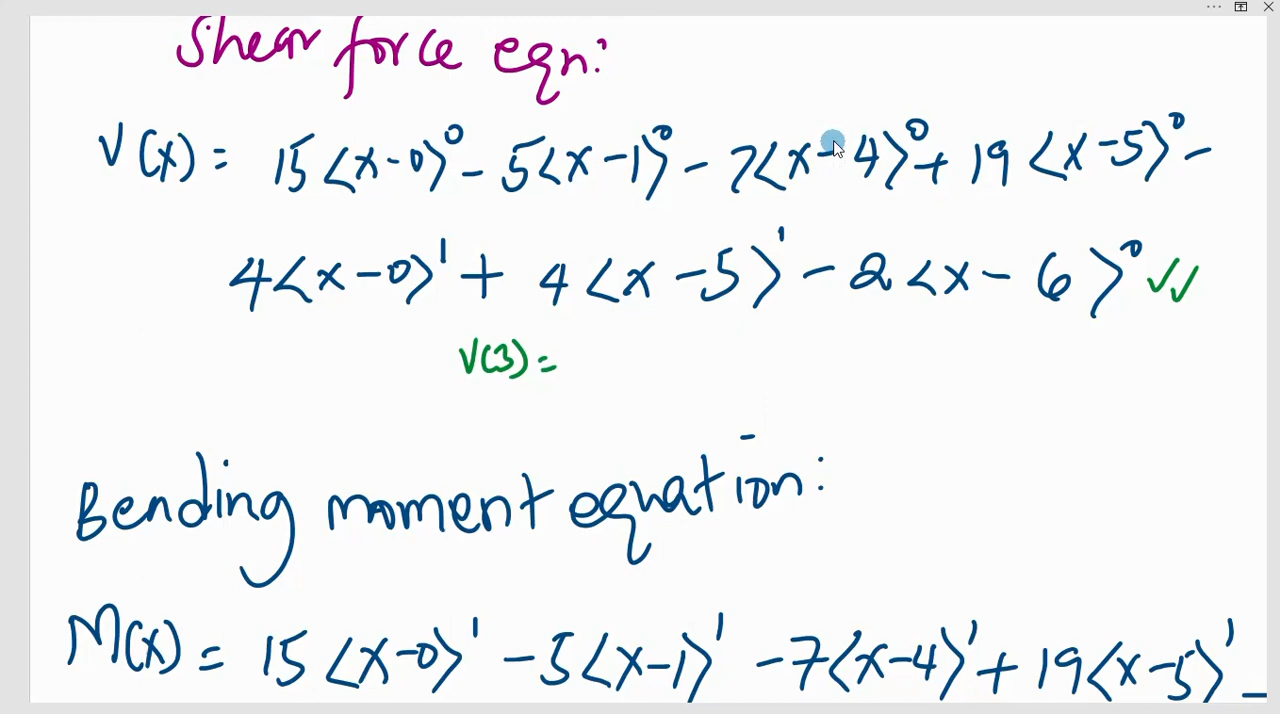 Shear force eqn:
V(x) = 15<x-0>⁰ - 5<x-1>⁰ - 7<x-4>⁰ + 19<x-5>⁰ -
4<x-0>¹ + 4<x-5>¹ - 2<x-6>⁰ ✓✓
V(3) =
Bending moment equation:
M(x) = 15<x-0>¹ - 5<x-1>¹ - 7<x-4>¹ + 19<x-5>¹ -